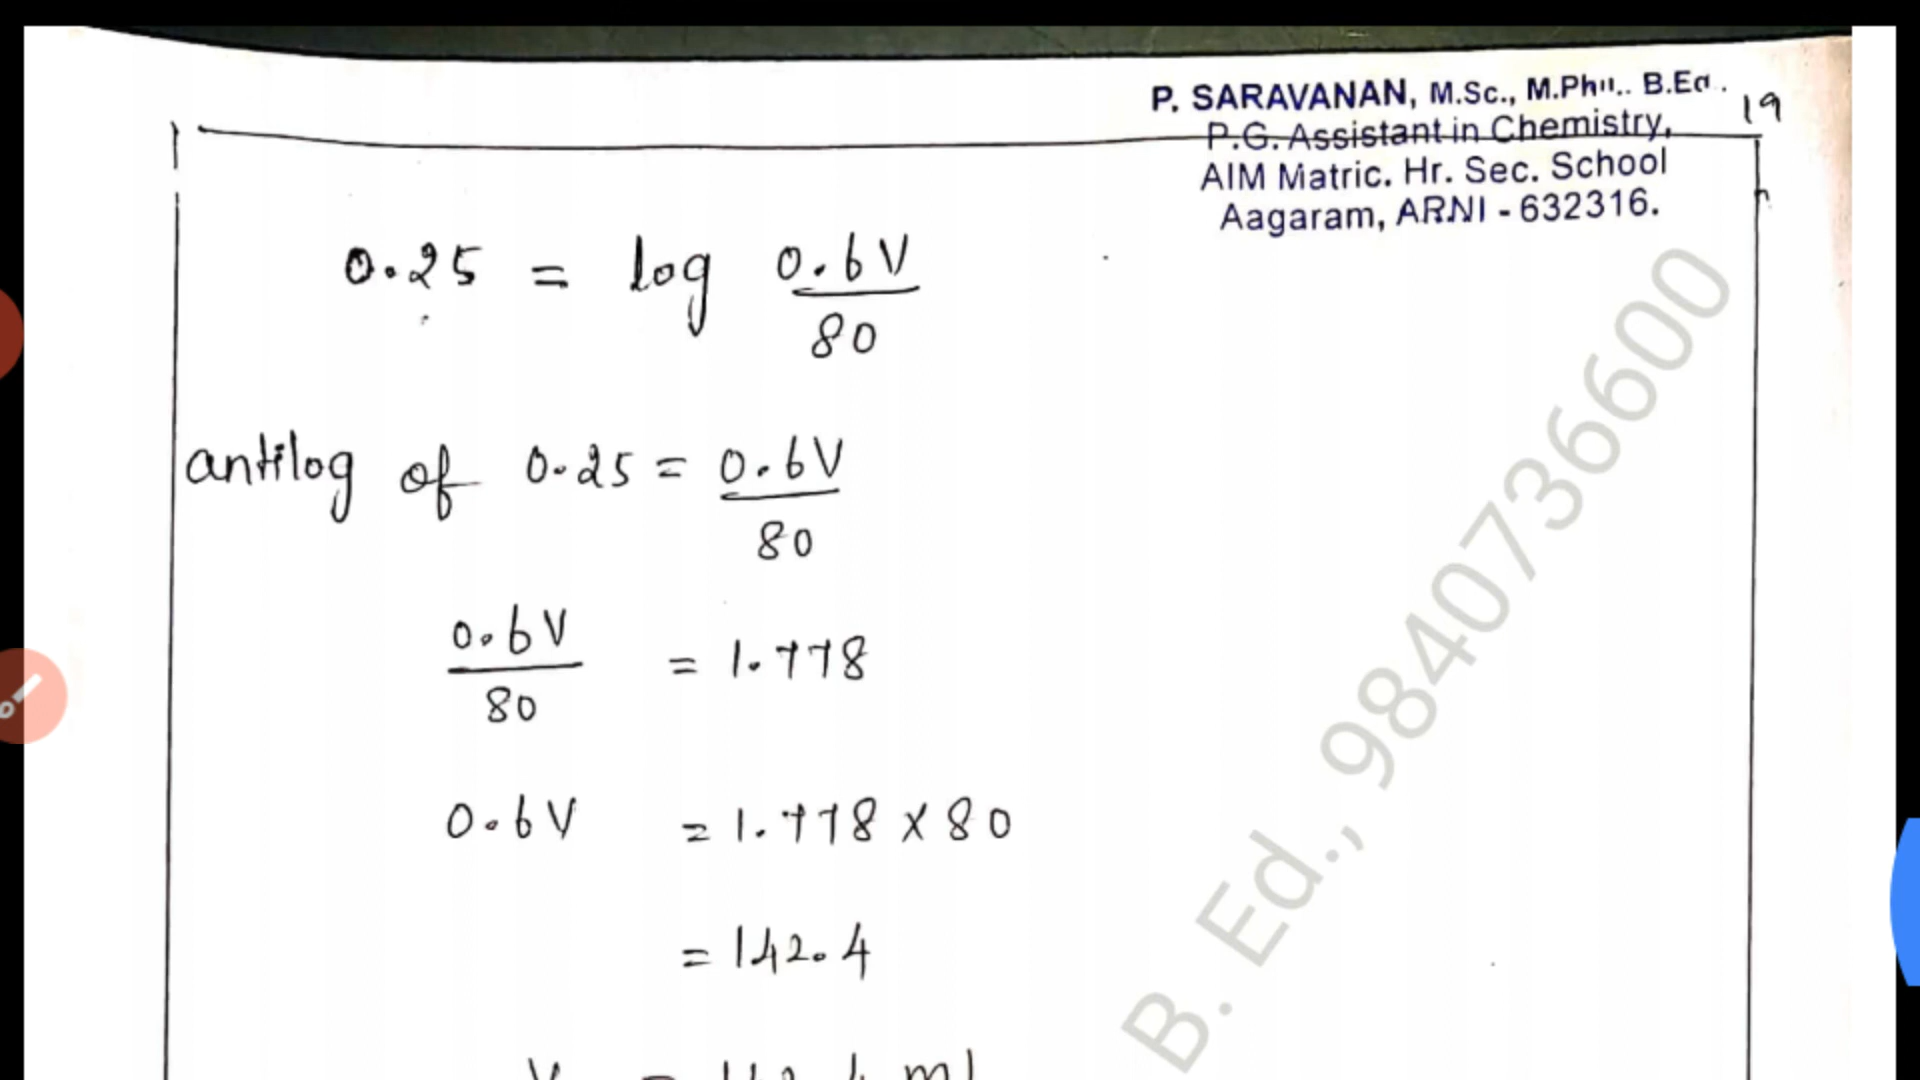 P. SARAVANAN, M.Sc., M.Phil.. B.Ed.
19
P.G. Assistant in Chemistry,
AIM Matric. Hr. Sec. School
Aagaram, ARNI - 632316.
0.25 = log 0.6V
80
antilog of 0.25 = 0.6V
80
0.6V
= 1.778
80
0.6V = 1.778 x 80
= 142.4
B. Ed., 9840736600